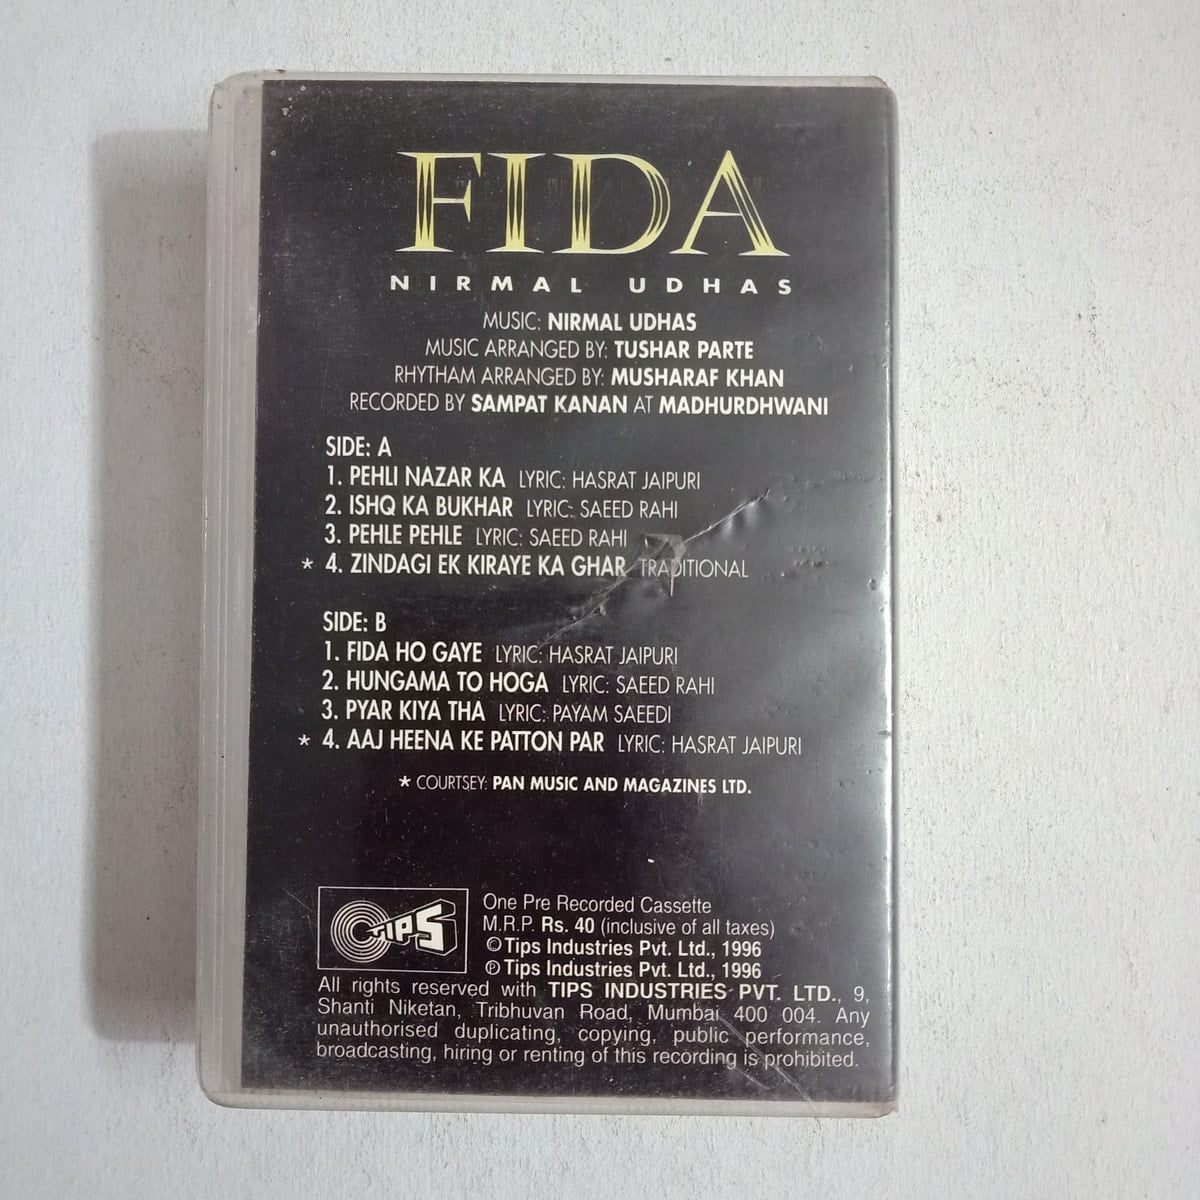 FIDA
NIRMAL UDHAS
MUSIC: NIRMAL UDHAS
MUSIC ARRANGED BY: TUSHAR PARTE
RHYTHAM ARRANGED BY: MUSHARAF KHAN
RECORDED BY SAMPAT KANAN AT MADHURDHWANI
SIDE: A
1. PEHLI NAZAR KA LYRIC: HASRAT JAIPURI
2. ISHQ KA BUKHAR LYRIC: SAEED RAHI
3. PEHLE PEHLE LYRIC: SAEED RAHI
* 4. ZINDAGI EK KIRAYE KA GHAR TRADITIONAL
SIDE: B
1. FIDA HO GAYE LYRIC: HASRAT JAIPURI
2. HUNGAMA TO HOGA LYRIC: SAEED RAHI
3. PYAR KIYA THA LYRIC: PAYAM SAEEDI
* 4. AAJ HEENA KE PATTON PAR LYRIC: HASRAT JAIPURI
* COURTSEY: PAN MUSIC AND MAGAZINES LTD.
TIPS
One Pre Recorded Cassette
M.R.P. Rs. 40 (inclusive of all taxes)
© Tips Industries Pvt. Ltd., 1996
℗ Tips Industries Pvt. Ltd., 1996
All rights reserved with TIPS INDUSTRIES PVT. LTD., 9,
Shanti Niketan, Tribhuvan Road, Mumbai 400 004. Any
unauthorised duplicating, copying, public performance,
broadcasting, hiring or renting of this recording is prohibited.